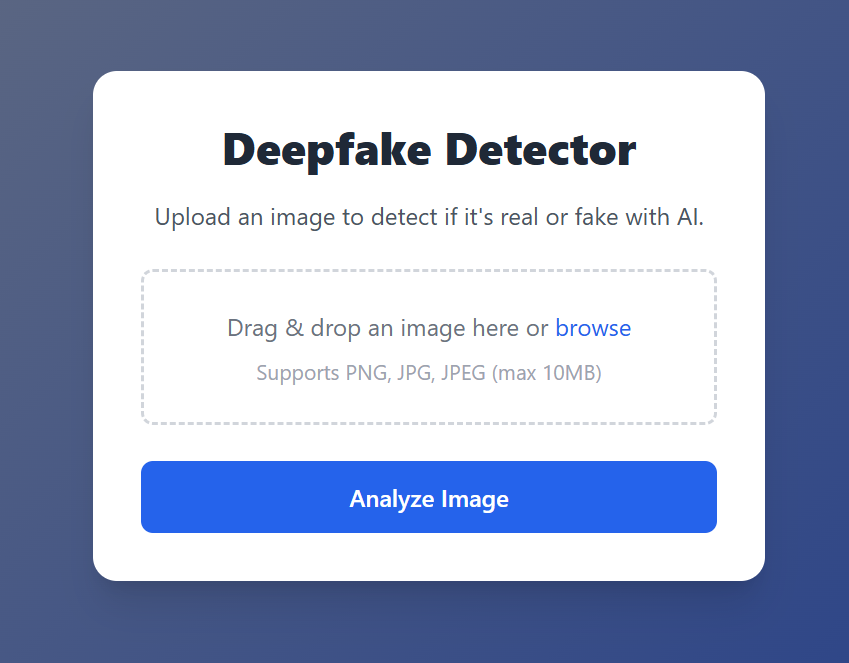 Deepfake Detector
Upload an image to detect if it's real or fake with AI.
Drag & drop an image here or browse
Supports PNG, JPG, JPEG (max 10MB)
Analyze Image